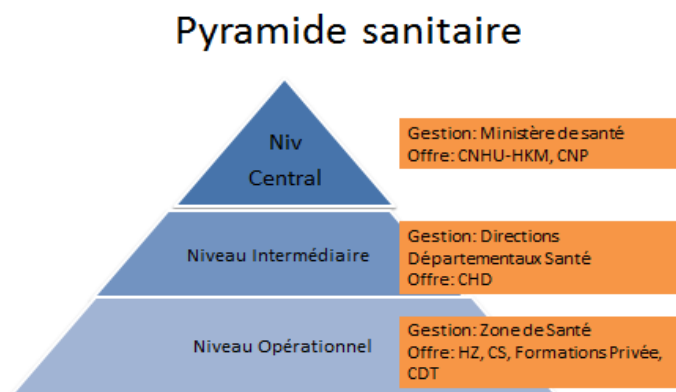 Pyramide sanitaire
Niv
Central
Gestion: Ministère de santé
Offre: CNHU-HKM, CNP
Niveau Intermédiaire
Gestion: Directions
Départementaux Santé
Offre: CHD
Niveau Opérationnel
Gestion: Zone de Santé
Offre: HZ, CS, Formations Privée,
CDT